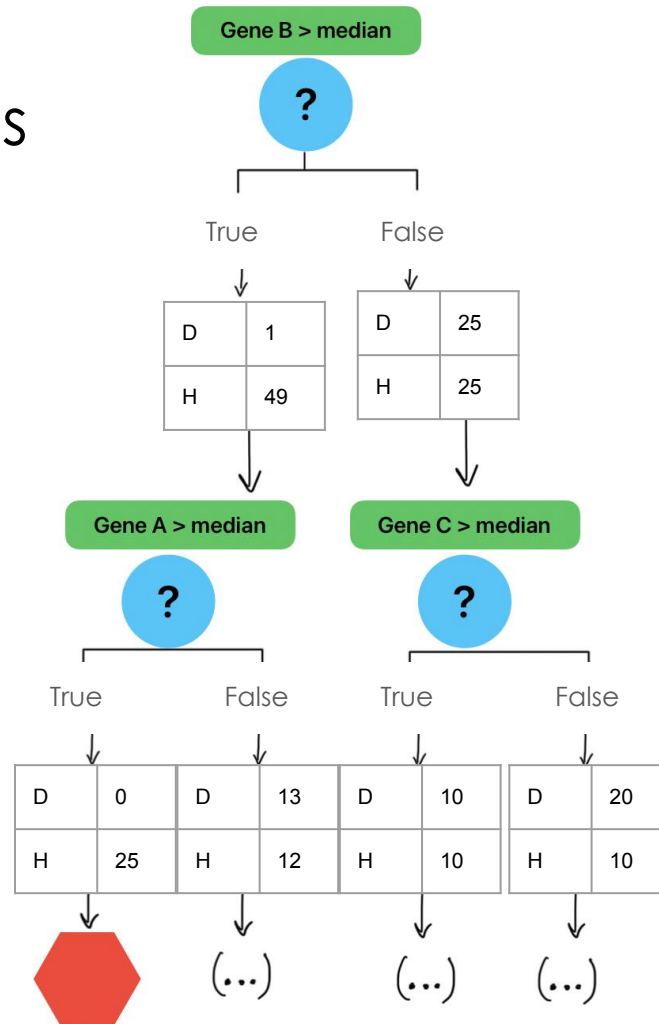 Gene B > median
?
s
True False
D 1
H 49
D 25
H 25
Gene A > median
Gene C > median
?
?
True False
True False
D 0
H 25
D 13
H 12
D 10
H 10
D 20
H 10
(...)
(...)
(...)